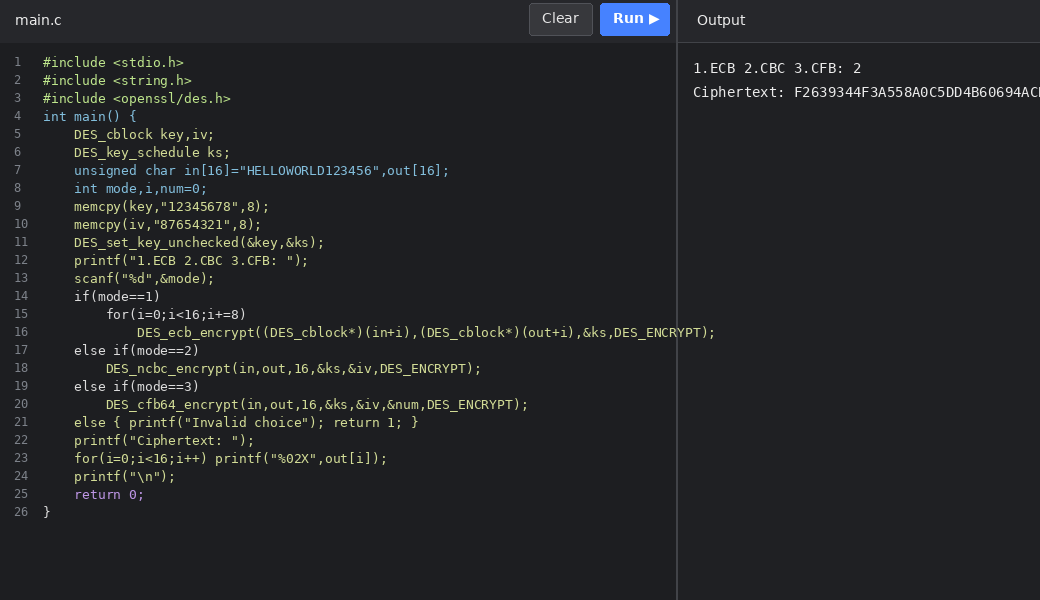 main.c
Clear
Run ▶
Output
1 #include <stdio.h>
2 #include <string.h>
3 #include <openssl/des.h>
4 int main() {
5     DES_cblock key,iv;
6     DES_key_schedule ks;
7     unsigned char in[16]="HELLOWORLD123456",out[16];
8     int mode,i,num=0;
9     memcpy(key,"12345678",8);
10     memcpy(iv,"87654321",8);
11     DES_set_key_unchecked(&key,&ks);
12     printf("1.ECB 2.CBC 3.CFB: ");
13     scanf("%d",&mode);
14     if(mode==1)
15         for(i=0;i<16;i+=8)
16             DES_ecb_encrypt((DES_cblock*)(in+i),(DES_cblock*)(out+i),&ks,DES_ENCRYPT);
17     else if(mode==2)
18         DES_ncbc_encrypt(in,out,16,&ks,&iv,DES_ENCRYPT);
19     else if(mode==3)
20         DES_cfb64_encrypt(in,out,16,&ks,&iv,&num,DES_ENCRYPT);
21     else { printf("Invalid choice"); return 1; }
22     printf("Ciphertext: ");
23     for(i=0;i<16;i++) printf("%02X",out[i]);
24     printf("\n");
25     return 0;
26 }
1.ECB 2.CBC 3.CFB: 2
Ciphertext: F2639344F3A558A0C5DD4B60694AC